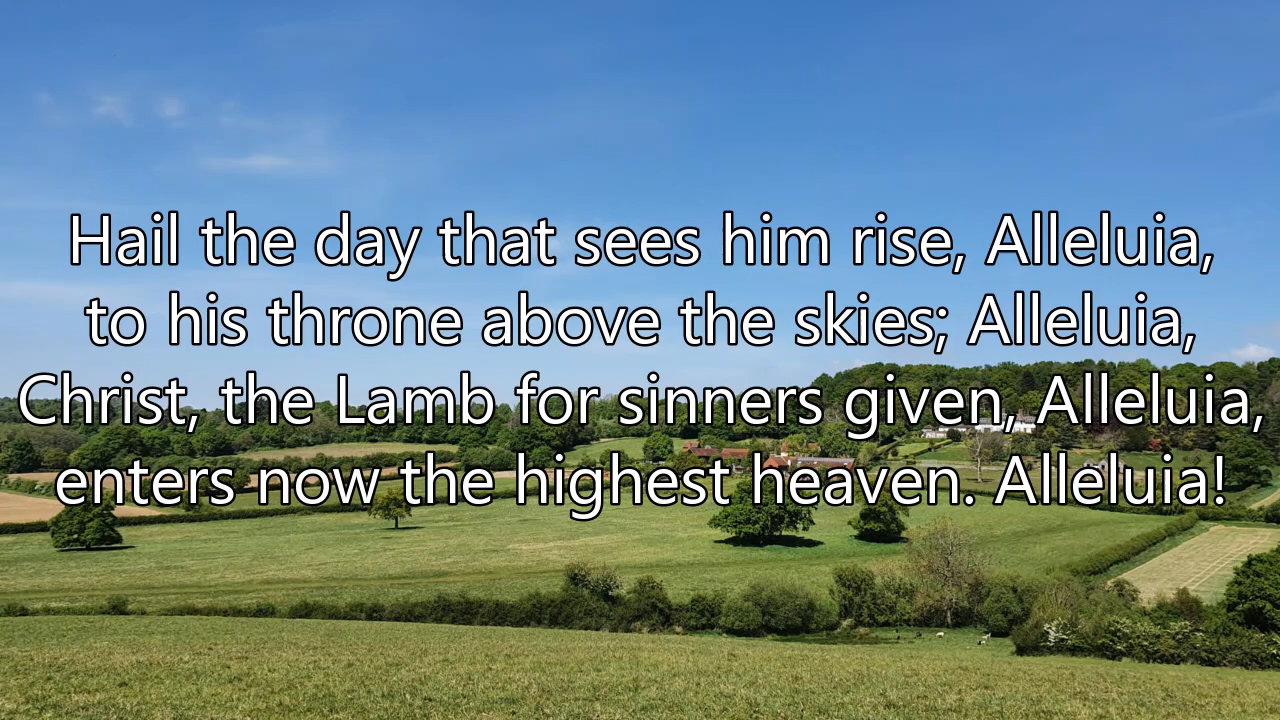 Hail the day that sees him rise, Alleluia,
to his throne above the skies; Alleluia,
Christ, the Lamb for sinners given, Alleluia,
enters now the highest heaven. Alleluia!